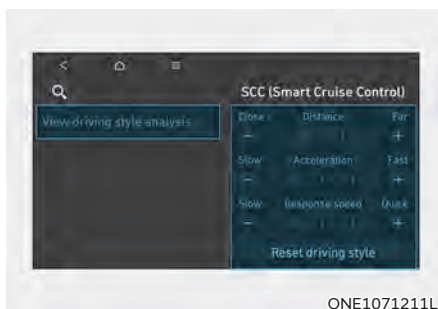 SCC (Smart Cruise Control)
View driving style analysis
Close Distance Far
− +
Slow Acceleration Fast
− +
Slow Response speed Quick
− +
Reset driving style
ONE1071211L